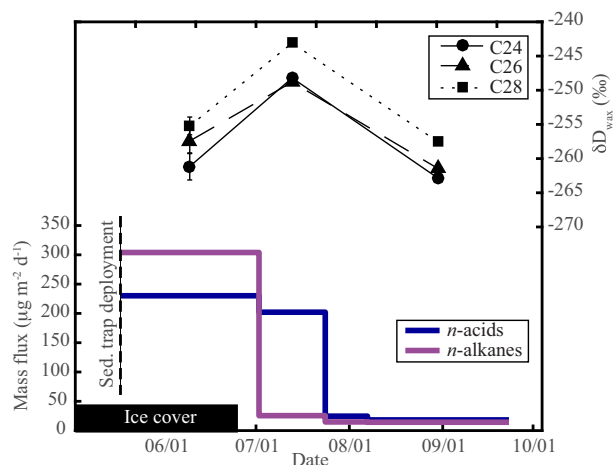 -240
-245
-250
-255
-260
-265
-270
δD wax (‰)
C24
C26
C28
350
300
250
200
150
100
50
0
Mass flux (µg m⁻² d⁻¹)
Sed. trap deployment
n-acids
n-alkanes
Ice cover
06/01 07/01 08/01 09/01 10/01
Date